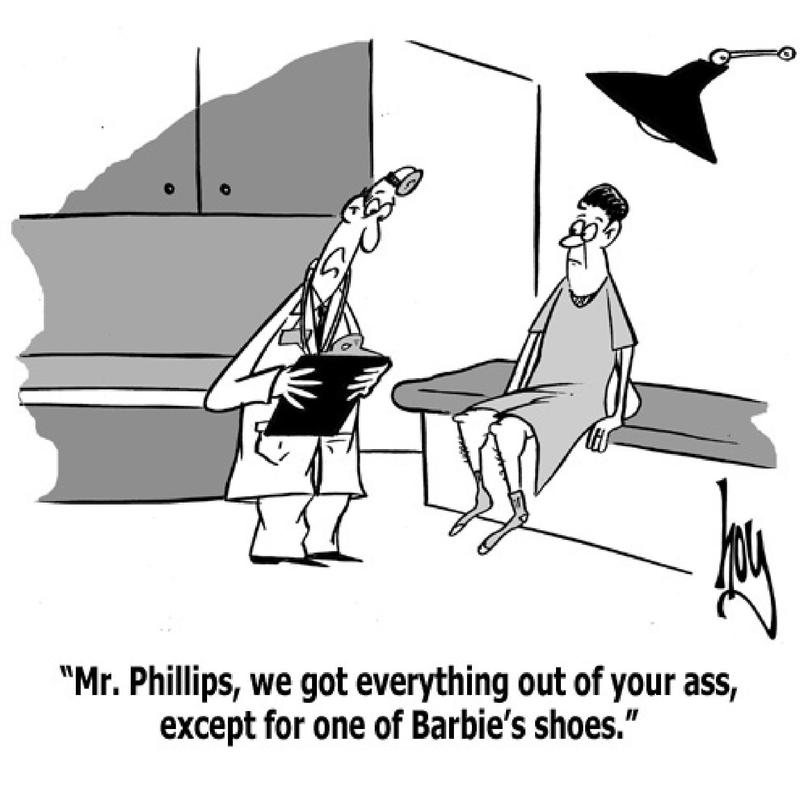 hoy
“Mr. Phillips, we got everything out of your ass,
except for one of Barbie’s shoes.”